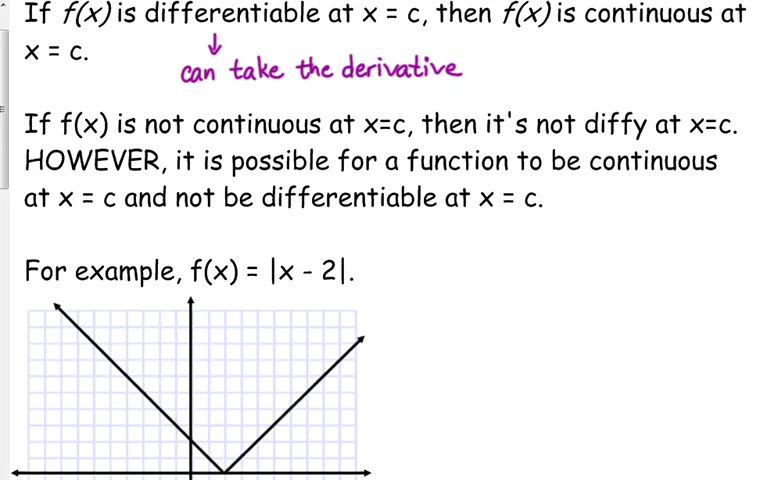 If f(x) is differentiable at x = c, then f(x) is continuous at
x = c.
can take the derivative
If f(x) is not continuous at x=c, then it's not diffy at x=c.
HOWEVER, it is possible for a function to be continuous
at x = c and not be differentiable at x = c.
For example, f(x) = |x - 2|.